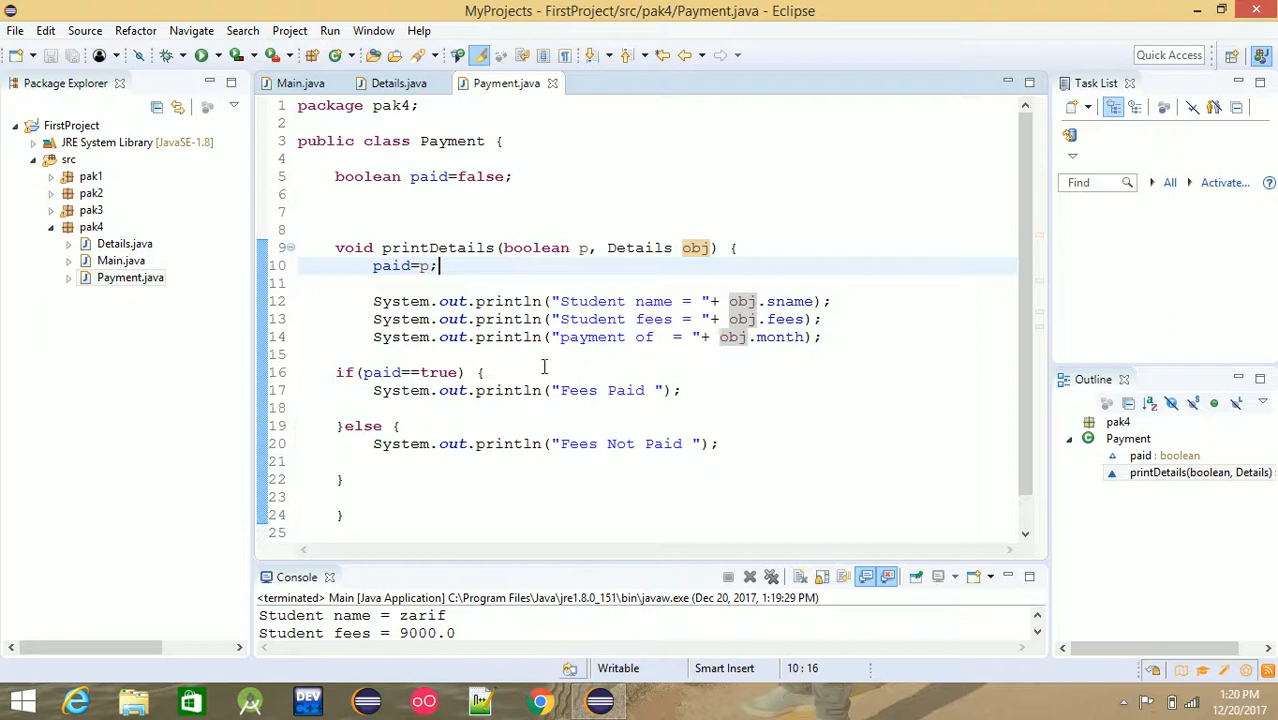 MyProjects - FirstProject/src/pak4/Payment.java - Eclipse
File Edit Source Refactor Navigate Search Project Run Window Help
Quick Access
Package Explorer
Main.java Details.java Payment.java
Task List
FirstProject
JRE System Library [JavaSE-1.8]
src
pak1
pak2
pak3
pak4
Details.java
Main.java
Payment.java
1 package pak4;
2
3 public class Payment {
4
5 boolean paid=false;
6
7
8
9 void printDetails(boolean p, Details obj) {
10 paid=p;
11
12 System.out.println("Student name = "+ obj.sname);
13 System.out.println("Student fees = "+ obj.fees);
14 System.out.println("payment of  = "+ obj.month);
15
16 if(paid==true) {
17 System.out.println("Fees Paid ");
18
19 }else {
20 System.out.println("Fees Not Paid ");
21
22 }
23
24 }
25
Find All Activate...
Outline
pak4
Payment
paid : boolean
printDetails(boolean, Details) :
Console
<terminated> Main [Java Application] C:\Program Files\Java\jre1.8.0_151\bin\javaw.exe (Dec 20, 2017, 1:19:29 PM)
Student name = zarif
Student fees = 9000.0
Writable Smart Insert 10 : 16
DEV
1:20 PM
12/20/2017